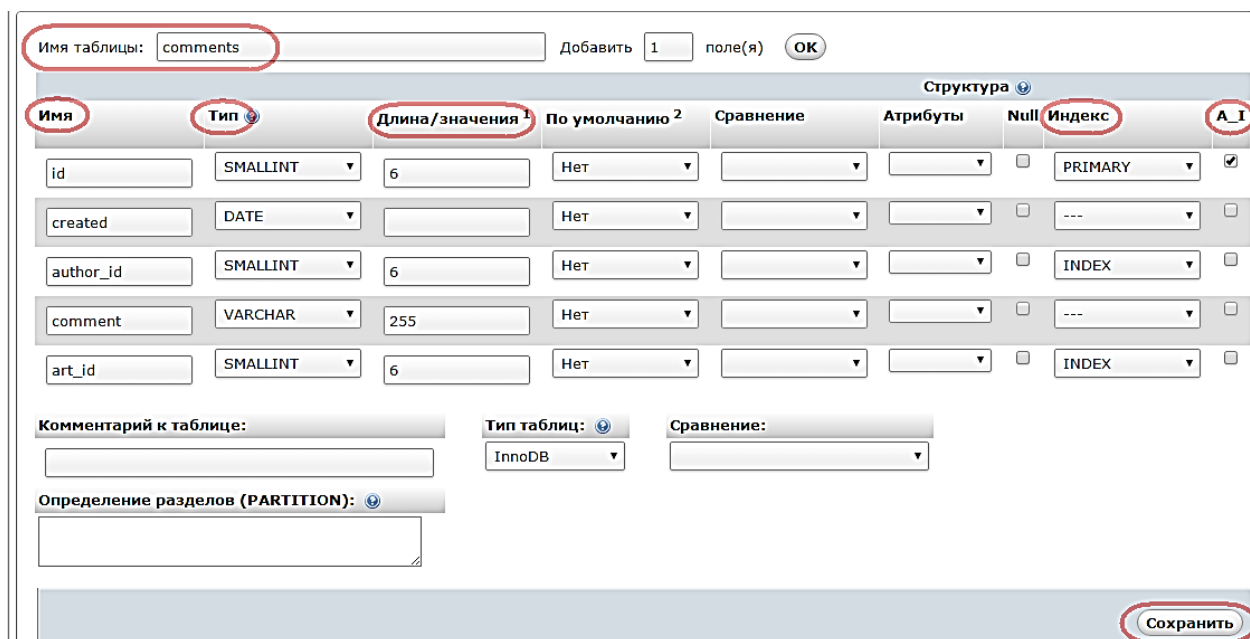 Имя таблицы: comments Добавить 1 поле(я) OK
Структура
Имя Тип Длина/значения 1 По умолчанию 2 Сравнение Атрибуты Null Индекс A_I
id SMALLINT 6 Нет PRIMARY
created DATE Нет ---
author_id SMALLINT 6 Нет INDEX
comment VARCHAR 255 Нет ---
art_id SMALLINT 6 Нет INDEX
Комментарий к таблице: Тип таблиц: Сравнение:
InnoDB
Определение разделов (PARTITION):
Сохранить